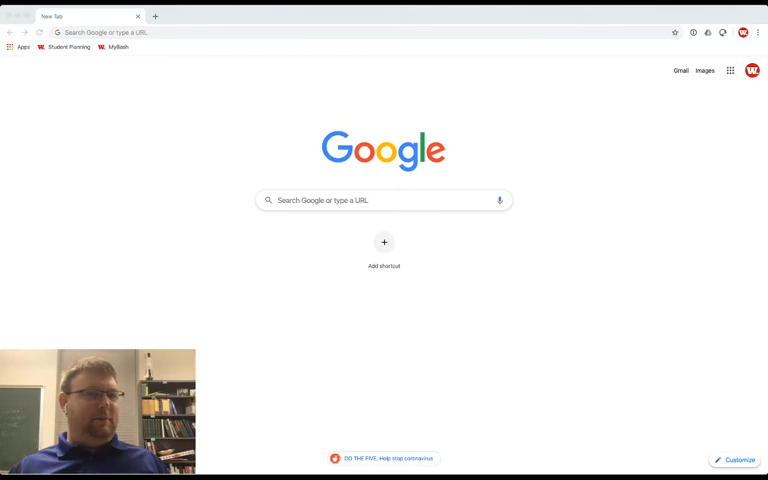 New Tab
Search Google or type a URL
Apps W. Student Planning W. MyBash
W.
Gmail Images W.
Google
Search Google or type a URL
Add shortcut
DO THE FIVE. Help stop coronavirus
Customize